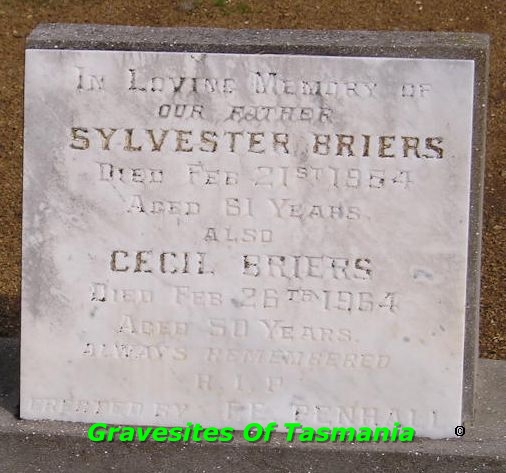 In Loving Memory of
OUR FATHER
SYLVESTER BRIERS
Died Feb 21st 1954
Aged 61 Years.
ALSO
CECIL BRIERS
Died Feb 26th 1964
Aged 50 Years.
ALWAYS REMEMBERED
R.I.P
ERECTED BY PENHALL
Gravesites Of Tasmania ©